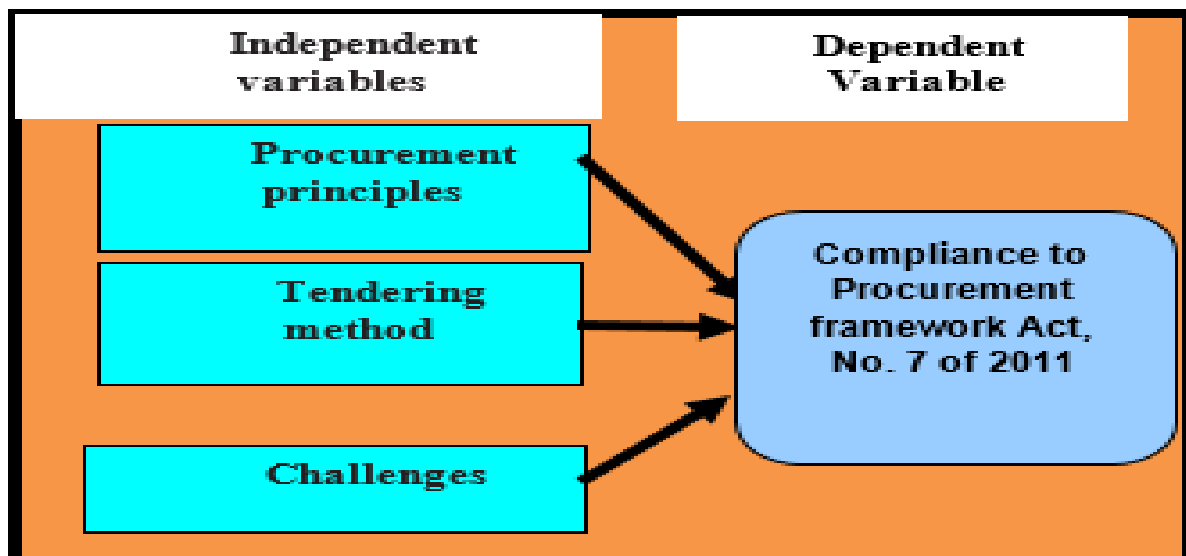 Independent
variables
Dependent
Variable
Procurement
principles
Tendering
method
Challenges
Compliance to
Procurement
framework Act,
No. 7 of 2011